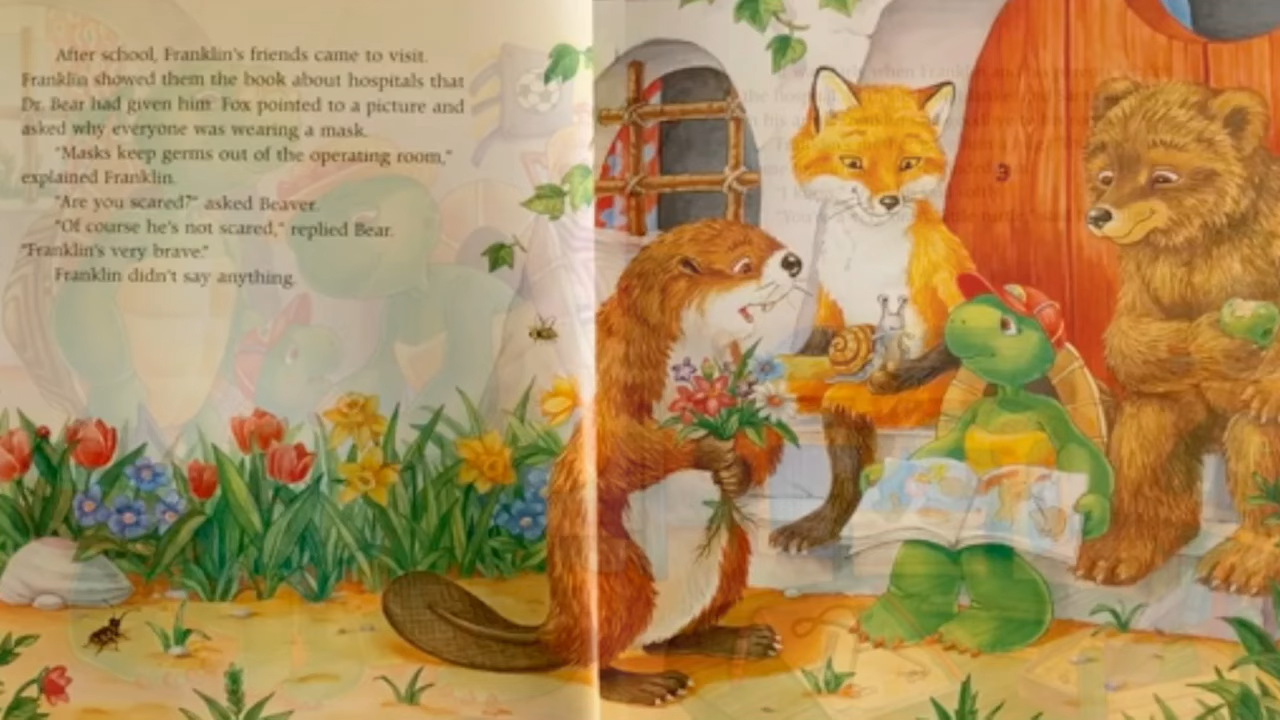 After school, Franklin's friends came to visit.
Franklin showed them the book about hospitals that
Dr. Bear had given him. Fox pointed to a picture and
asked why everyone was wearing a mask.
"Masks keep germs out of the operating room,"
explained Franklin.
"Are you scared?" asked Beaver.
"Of course he's not scared," replied Bear.
"Franklin's very brave."
Franklin didn't say anything.